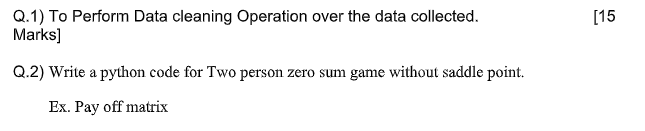 Q.1) To Perform Data cleaning Operation over the data collected. [15
Marks]
Q.2) Write a python code for Two person zero sum game without saddle point.
Ex. Pay off matrix